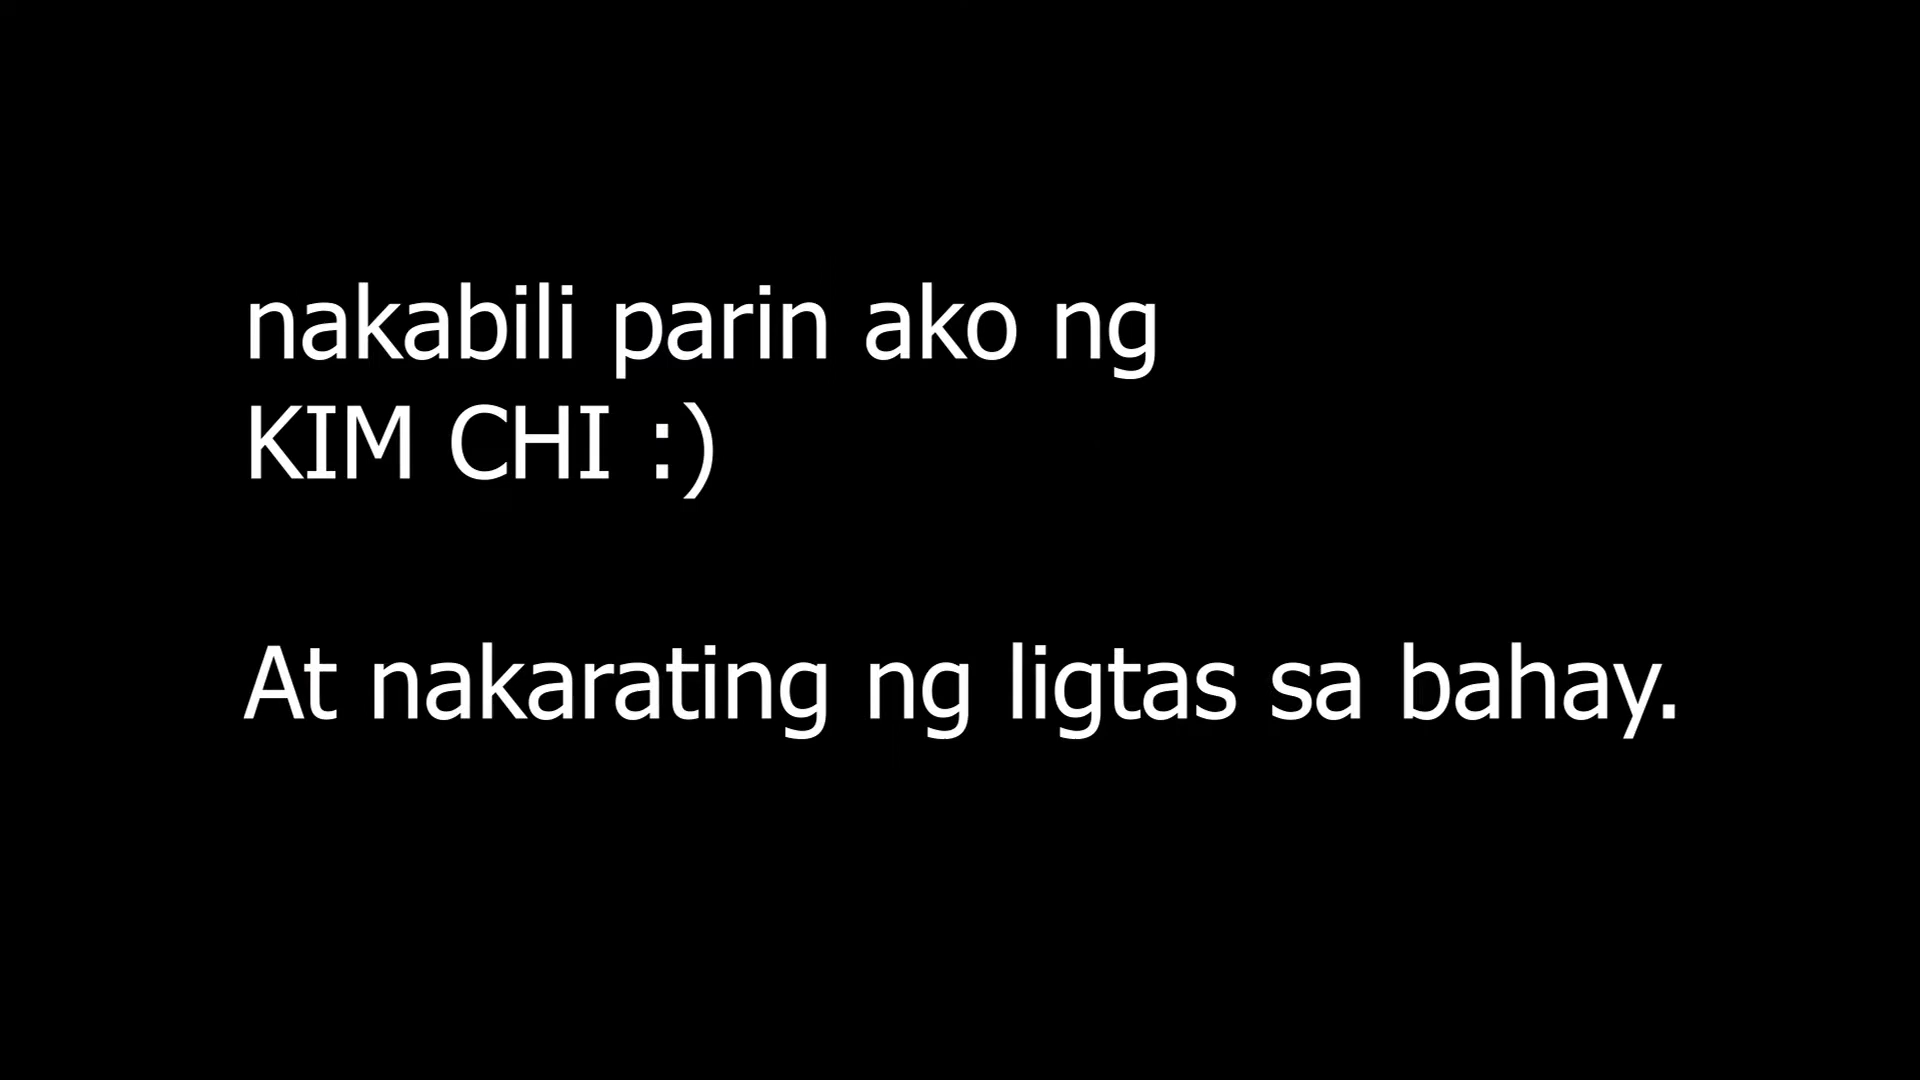 nakabili parin ako ng
KIM CHI :)
At nakarating ng ligtas sa bahay.